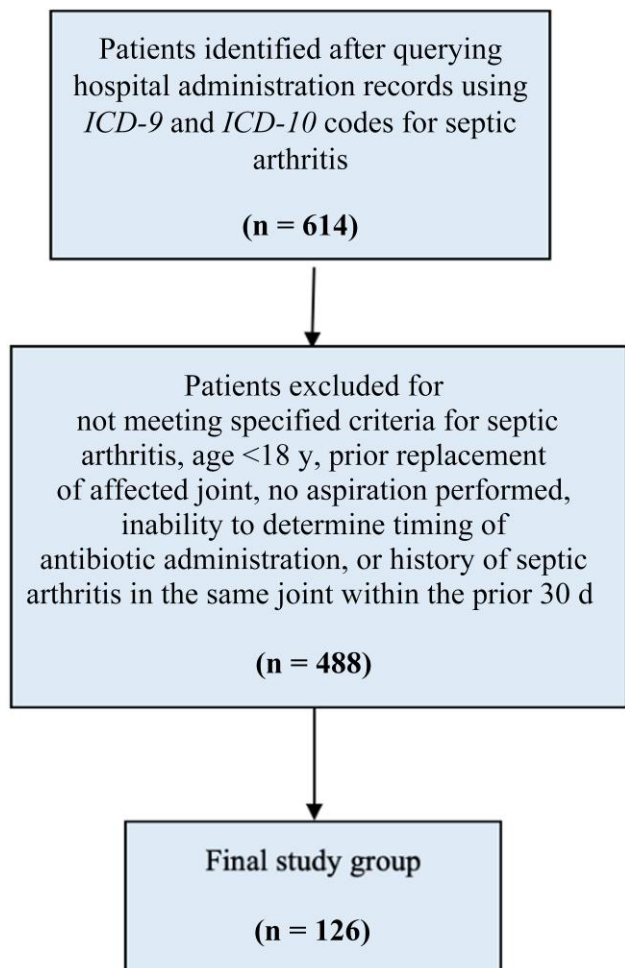 Patients identified after querying
hospital administration records using
ICD-9 and ICD-10 codes for septic
arthritis
(n = 614)
Patients excluded for
not meeting specified criteria for septic
arthritis, age <18 y, prior replacement
of affected joint, no aspiration performed,
inability to determine timing of
antibiotic administration, or history of septic
arthritis in the same joint within the prior 30 d
(n = 488)
Final study group
(n = 126)